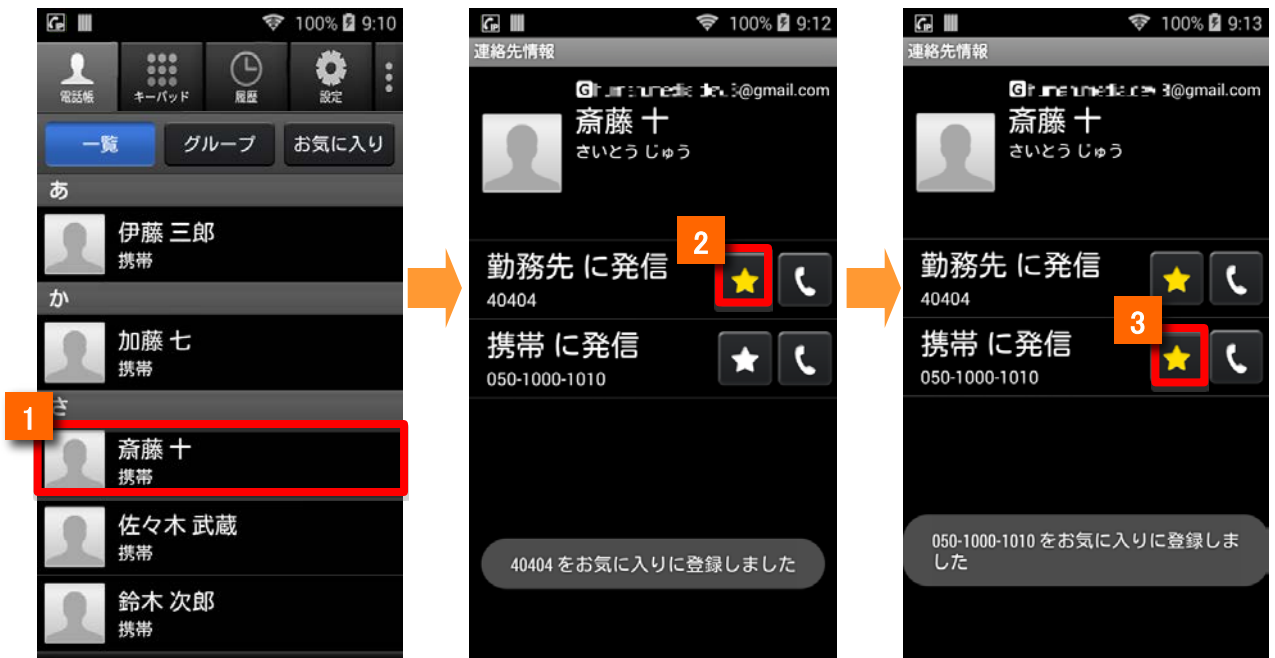 100% 9:10
電話帳
キーパッド
履歴
設定
一覧
グループ
お気に入り
あ
伊藤 三郎
携帯
か
加藤 七
携帯
1
さ
斎藤 十
携帯
佐々木 武蔵
携帯
鈴木 次郎
携帯
100% 9:12
連絡先情報
@gmail.com
斎藤 十
さいとう じゅう
2
勤務先 に発信
40404
携帯 に発信
050-1000-1010
40404 をお気に入りに登録しました
100% 9:13
連絡先情報
@gmail.com
斎藤 十
さいとう じゅう
勤務先 に発信
40404
3
携帯 に発信
050-1000-1010
050-1000-1010 をお気に入りに登録しま
した